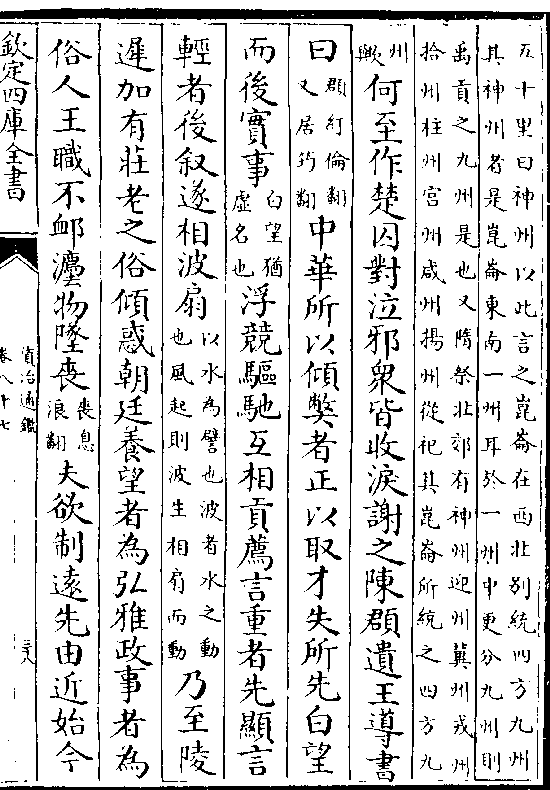 五十里曰神州以此言之崑崙在西北别統四方九州
其神州者是崑崙東南一州耳於一州中更分九州則
禹貢之九州是也又隋祭北郊有神州迎州冀州戎州
拾州柱州宫州咸州揚州從祀其崑崙所統之四方九
州歟何至作楚囚對泣邪衆皆收淚謝之陳頵遺王導書
曰頵紆倫翻又居筠翻中華所以傾弊者正以取才失所先白望
而後實事白望猶虛名也浮競驅馳互相貢薦言重者先顯言
輕者後叙遂相波扇以水為譬也波者水之動也風起則波生相扇而動乃至陵
遲加有莊老之俗傾惑朝廷養望者為弘雅政事者為
俗人王職不䘏灋物墜喪喪息浪翻夫欲制遠先由近始今
欽定四庫全書
資治通鑑
卷八十七